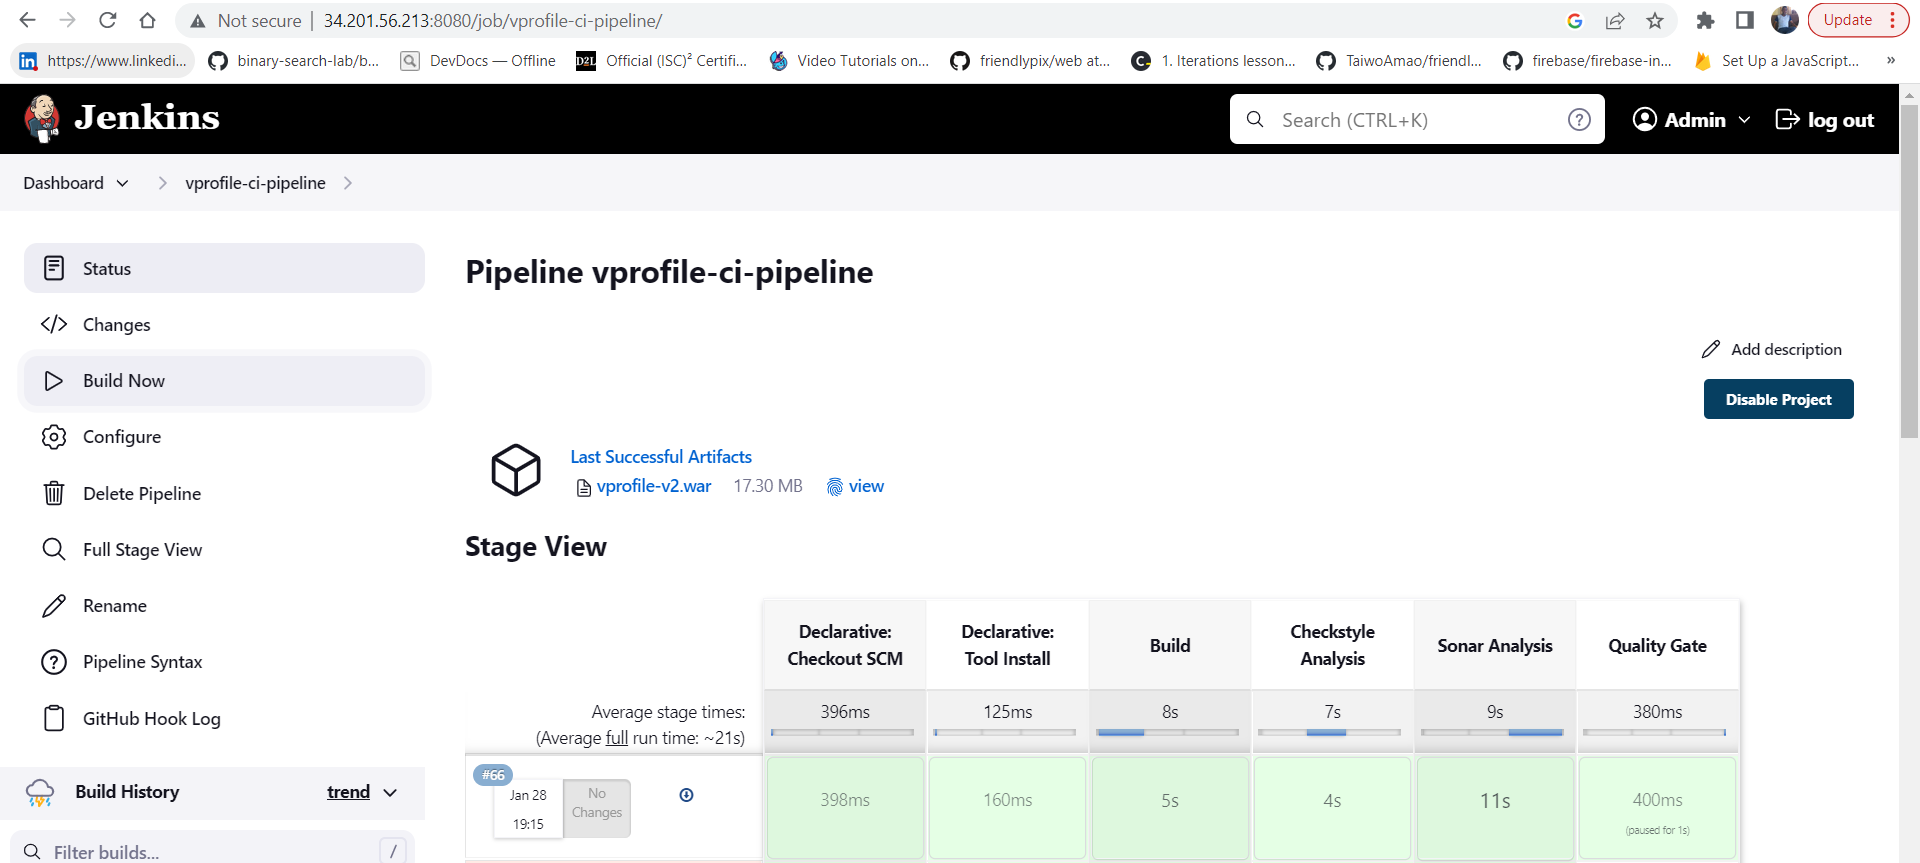 Not secure | 34.201.56.213:8080/job/vprofile-ci-pipeline/
Update
https://www.linkedi...
binary-search-lab/b...
DevDocs — Offline
Official (ISC)² Certifi...
Video Tutorials on...
friendlypix/web at...
1. Iterations lesson...
TaiwoAmao/friendl...
firebase/firebase-in...
Set Up a JavaScript...
»
Jenkins
Search (CTRL+K)
?
Admin
log out
Dashboard
vprofile-ci-pipeline
Status
Changes
Build Now
Configure
Delete Pipeline
Full Stage View
Rename
Pipeline Syntax
GitHub Hook Log
Build History
trend
Filter builds...
/
Pipeline vprofile-ci-pipeline
Add description
Disable Project
Last Successful Artifacts
vprofile-v2.war 17.30 MB view
Stage View
Declarative:
Checkout SCM
Declarative:
Tool Install
Build
Checkstyle
Analysis
Sonar Analysis
Quality Gate
Average stage times:
(Average full run time: ~21s)
396ms
125ms
8s
7s
9s
380ms
#66
Jan 28
19:15
No
Changes
398ms
160ms
5s
4s
11s
400ms
(paused for 1s)